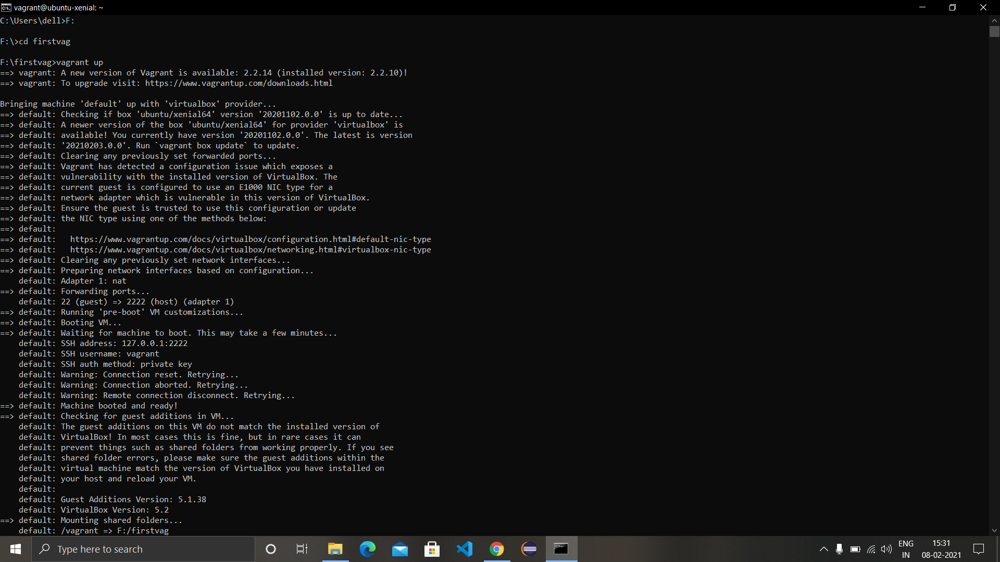 vagrant@ubuntu-xenial: ~
C:\Users\dell>F:
F:\>cd firstvag
F:\firstvag>vagrant up
==> vagrant: A new version of Vagrant is available: 2.2.14 (installed version: 2.2.10)!
==> vagrant: To upgrade visit: https://www.vagrantup.com/downloads.html
Bringing machine 'default' up with 'virtualbox' provider...
==> default: Checking if box 'ubuntu/xenial64' version '20201102.0.0' is up to date...
==> default: A newer version of the box 'ubuntu/xenial64' for provider 'virtualbox' is
==> default: available! You currently have version '20201102.0.0'. The latest is version
==> default: '20210203.0.0'. Run `vagrant box update` to update.
==> default: Clearing any previously set forwarded ports...
==> default: Vagrant has detected a configuration issue which exposes a
==> default: vulnerability with the installed version of VirtualBox. The
==> default: current guest is configured to use an E1000 NIC type for a
==> default: network adapter which is vulnerable in this version of VirtualBox.
==> default: Ensure the guest is trusted to use this configuration or update
==> default: the NIC type using one of the methods below:
==> default:
==> default:   https://www.vagrantup.com/docs/virtualbox/configuration.html#default-nic-type
==> default:   https://www.vagrantup.com/docs/virtualbox/networking.html#virtualbox-nic-type
==> default: Clearing any previously set network interfaces...
==> default: Preparing network interfaces based on configuration...
    default: Adapter 1: nat
==> default: Forwarding ports...
    default: 22 (guest) => 2222 (host) (adapter 1)
==> default: Running 'pre-boot' VM customizations...
==> default: Booting VM...
==> default: Waiting for machine to boot. This may take a few minutes...
    default: SSH address: 127.0.0.1:2222
    default: SSH username: vagrant
    default: SSH auth method: private key
    default: Warning: Connection reset. Retrying...
    default: Warning: Connection aborted. Retrying...
    default: Warning: Remote connection disconnect. Retrying...
==> default: Machine booted and ready!
==> default: Checking for guest additions in VM...
    default: The guest additions on this VM do not match the installed version of
    default: VirtualBox! In most cases this is fine, but in rare cases it can
    default: prevent things such as shared folders from working properly. If you see
    default: shared folder errors, please make sure the guest additions within the
    default: virtual machine match the version of VirtualBox you have installed on
    default: your host and reload your VM.
    default:
    default: Guest Additions Version: 5.1.38
    default: VirtualBox Version: 5.2
==> default: Mounting shared folders...
    default: /vagrant => F:/firstvag
Type here to search
ENG
IN
15:31
08-02-2021